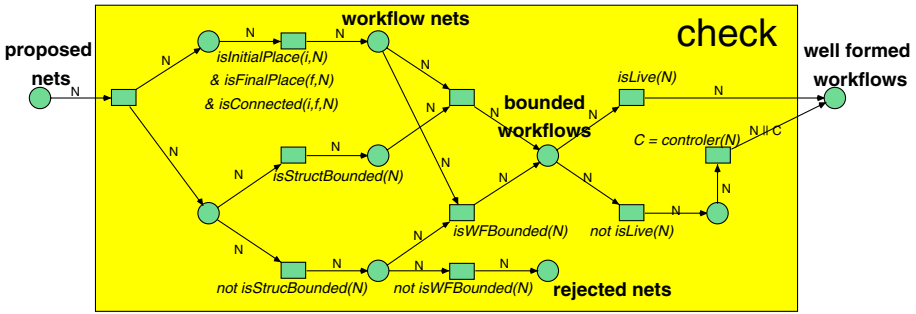 workflow nets
check
proposed
nets
well formed
workflows
N
N
N
N
isInitialPlace(i,N)
& isFinalPlace(f,N)
& isConnected(i,f,N)
N
N
N
isLive(N)
N
bounded
workflows
N
N
N
C = controler(N)
N || C
N
N
isStructBounded(N)
N
N
N
N
N
N
isWFBounded(N)
not isLive(N)
N
N
N
N
N
not isStrucBounded(N)
not isWFBounded(N)
rejected nets